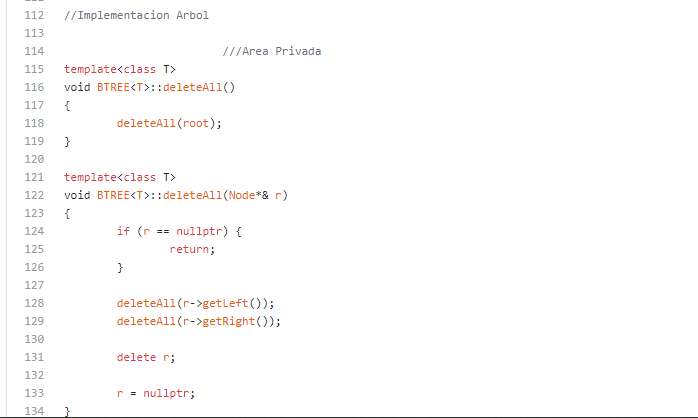 112 //Implementacion Arbol
113
114 ///Area Privada
115 template<class T>
116 void BTREE<T>::deleteAll()
117 {
118 deleteAll(root);
119 }
120
121 template<class T>
122 void BTREE<T>::deleteAll(Node*& r)
123 {
124 if (r == nullptr) {
125 return;
126 }
127
128 deleteAll(r->getLeft());
129 deleteAll(r->getRight());
130
131 delete r;
132
133 r = nullptr;
134 }